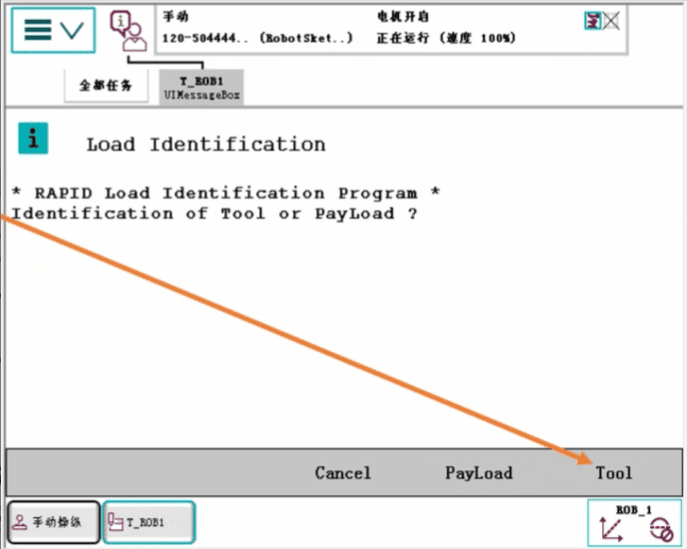 手动
120-504444.. (RobotSket..)
电机开启
正在运行 (速度 100%)
全部任务
T_ROB1
UIMessageBox
i Load Identification
* RAPID Load Identification Program *
Identification of Tool or PayLoad ?
Cancel PayLoad Tool
手动操纵
T_ROB1
ROB_1